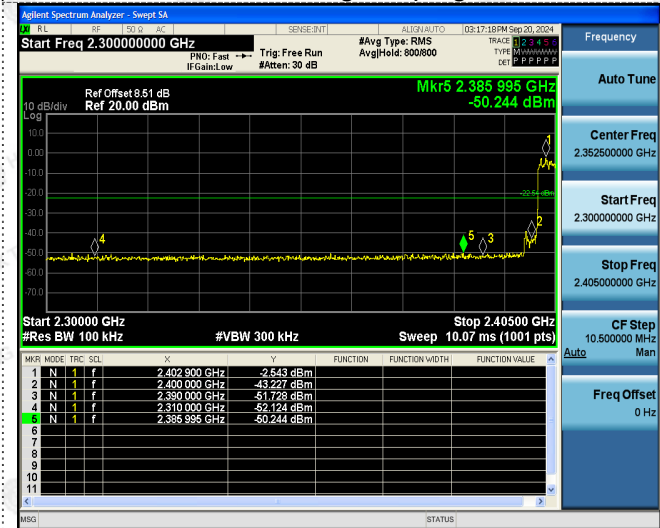 Agilent Spectrum Analyzer - Swept SA
LXI RL RF 50 Ω AC SENSE:INT ALIGNAUTO 03:17:18 PM Sep 20, 2024
Start Freq 2.300000000 GHz #Avg Type: RMS TRACE 1 2 3 4 5 6
PNO: Fast Trig: Free Run Avg|Hold: 800/800 TYPE M
IFGain:Low #Atten: 30 dB DET P P P P P P
Mkr5 2.385 995 GHz
Ref Offset 8.51 dB
10 dB/div Ref 20.00 dBm -50.244 dBm
Log
10.0
0.00
-10.0
-20.0
-30.0
-40.0
-50.0
-60.0
-70.0
1
2
3
4
5
Start 2.30000 GHz Stop 2.40500 GHz
#Res BW 100 kHz #VBW 300 kHz Sweep 10.07 ms (1001 pts)
MKR MODE TRC SCL X Y FUNCTION FUNCTION WIDTH FUNCTION VALUE
1 N 1 f 2.402 900 GHz -2.543 dBm
2 N 1 f 2.400 000 GHz -43.227 dBm
3 N 1 f 2.390 000 GHz -51.728 dBm
4 N 1 f 2.310 000 GHz -52.124 dBm
5 N 1 f 2.385 995 GHz -50.244 dBm
6
7
8
9
10
11
MSG STATUS
Frequency
Auto Tune
Center Freq
2.352500000 GHz
Start Freq
2.300000000 GHz
Stop Freq
2.405000000 GHz
CF Step
10.500000 MHz
Auto Man
Freq Offset
0 Hz